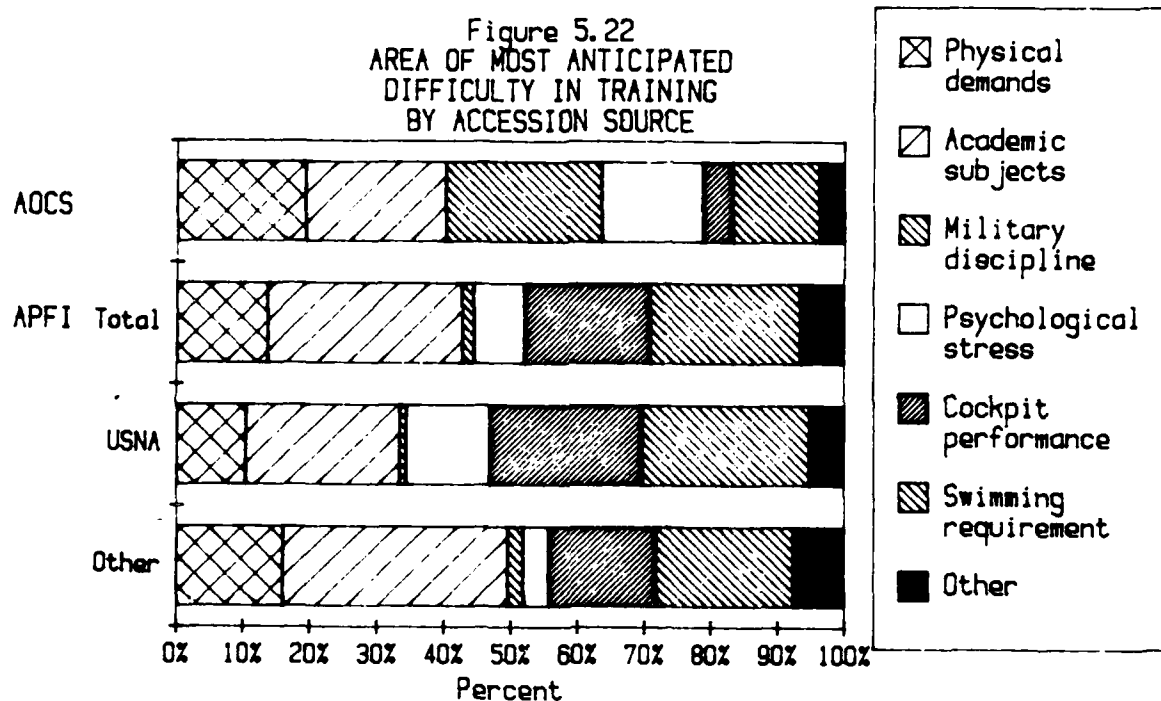 Figure 5.22
AREA OF MOST ANTICIPATED
DIFFICULTY IN TRAINING
BY ACCESSION SOURCE
AOCS
APFI Total
USNA
Other
0% 10% 20% 30% 40% 50% 60% 70% 80% 90% 100%
Percent
Physical
demands
Academic
subjects
Military
discipline
Psychological
stress
Cockpit
performance
Swimming
requirement
Other